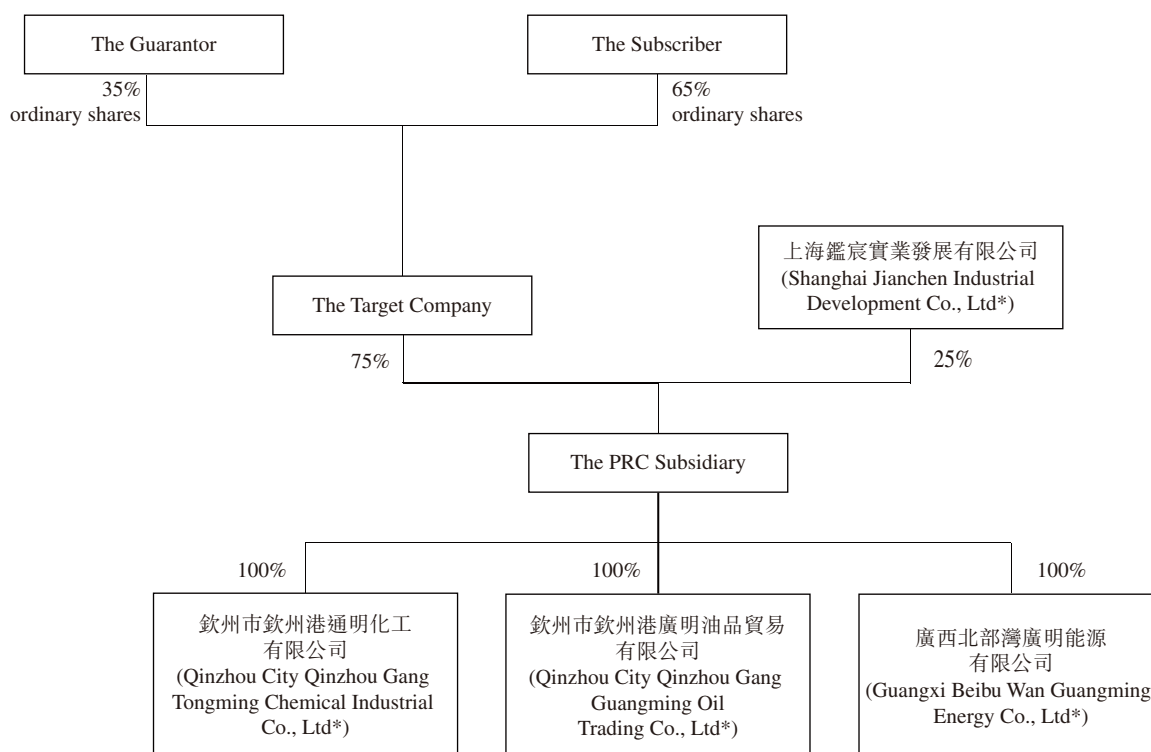 The Guarantor
The Subscriber
35%
ordinary shares
65%
ordinary shares
上海鑑宸實業發展有限公司
(Shanghai Jianchen Industrial
Development Co., Ltd*)
The Target Company
75%
25%
The PRC Subsidiary
100%
100%
100%
欽州市欽州港通明化工
有限公司
(Qinzhou City Qinzhou Gang
Tongming Chemical Industrial
Co., Ltd*)
欽州市欽州港廣明油品貿易
有限公司
(Qinzhou City Qinzhou Gang
Guangming Oil
Trading Co., Ltd*)
廣西北部灣廣明能源
有限公司
(Guangxi Beibu Wan Guangming
Energy Co., Ltd*)